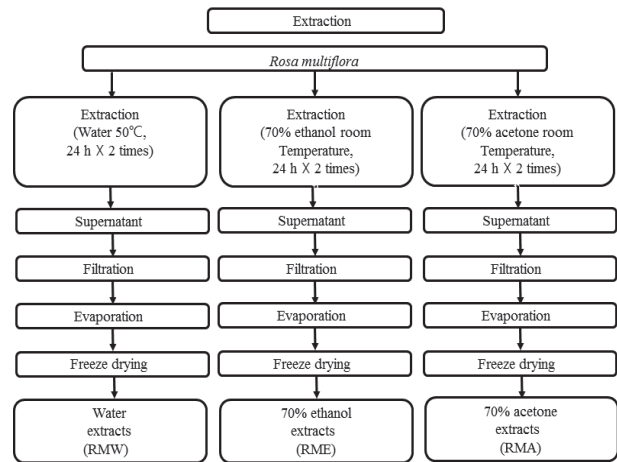 Extraction
Rosa multiflora
Extraction
(Water 50℃,
24 h X 2 times)
Extraction
(70% ethanol room
Temperature,
24 h X 2 times)
Extraction
(70% acetone room
Temperature,
24 h X 2 times)
Supernatant
Supernatant
Supernatant
Filtration
Filtration
Filtration
Evaporation
Evaporation
Evaporation
Freeze drying
Freeze drying
Freeze drying
Water
extracts
(RMW)
70% ethanol
extracts
(RME)
70% acetone
extracts
(RMA)